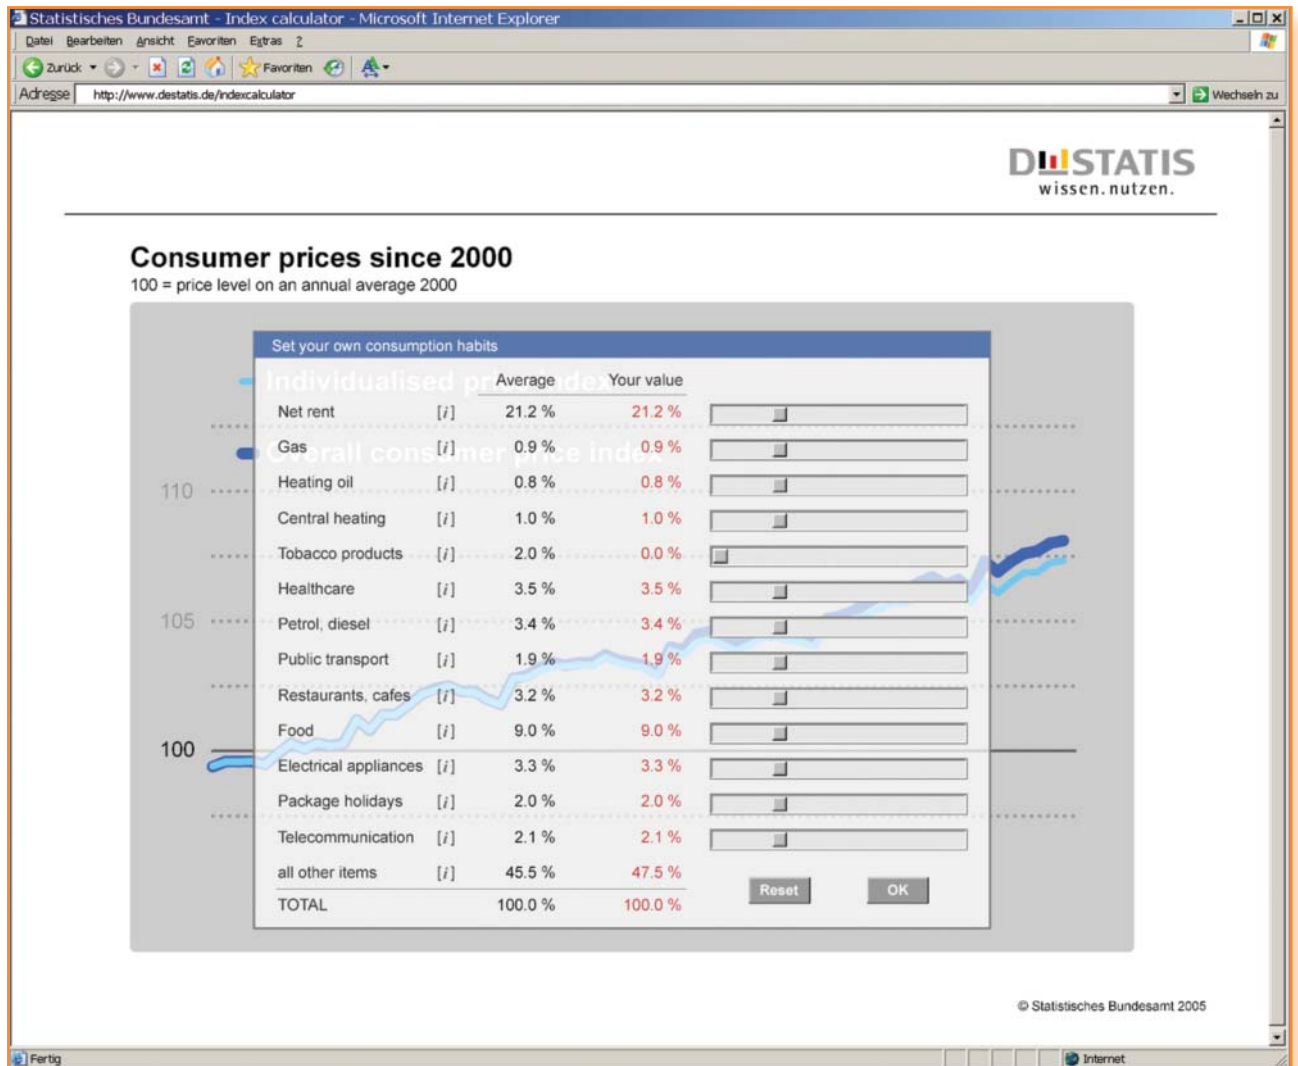 Statistisches Bundesamt - Index calculator - Microsoft Internet Explorer
Datei Bearbeiten Ansicht Favoriten Extras ?
Zurück Favoriten
Adresse http://www.destatis.de/indexcalculator Wechseln zu
DESTATIS
wissen.nutzen.
Consumer prices since 2000
100 = price level on an annual average 2000
Set your own consumption habits
Individualised price index
Average Your value
Net rent [i] 21.2 % 21.2 %
Gas [i] 0.9 % 0.9 %
Overall consumer price index
Heating oil [i] 0.8 % 0.8 %
110
Central heating [i] 1.0 % 1.0 %
Tobacco products [i] 2.0 % 0.0 %
Healthcare [i] 3.5 % 3.5 %
105
Petrol, diesel [i] 3.4 % 3.4 %
Public transport [i] 1.9 % 1.9 %
Restaurants, cafes [i] 3.2 % 3.2 %
Food [i] 9.0 % 9.0 %
100
Electrical appliances [i] 3.3 % 3.3 %
Package holidays [i] 2.0 % 2.0 %
Telecommunication [i] 2.1 % 2.1 %
all other items [i] 45.5 % 47.5 %
Reset OK
TOTAL 100.0 % 100.0 %
© Statistisches Bundesamt 2005
Fertig Internet